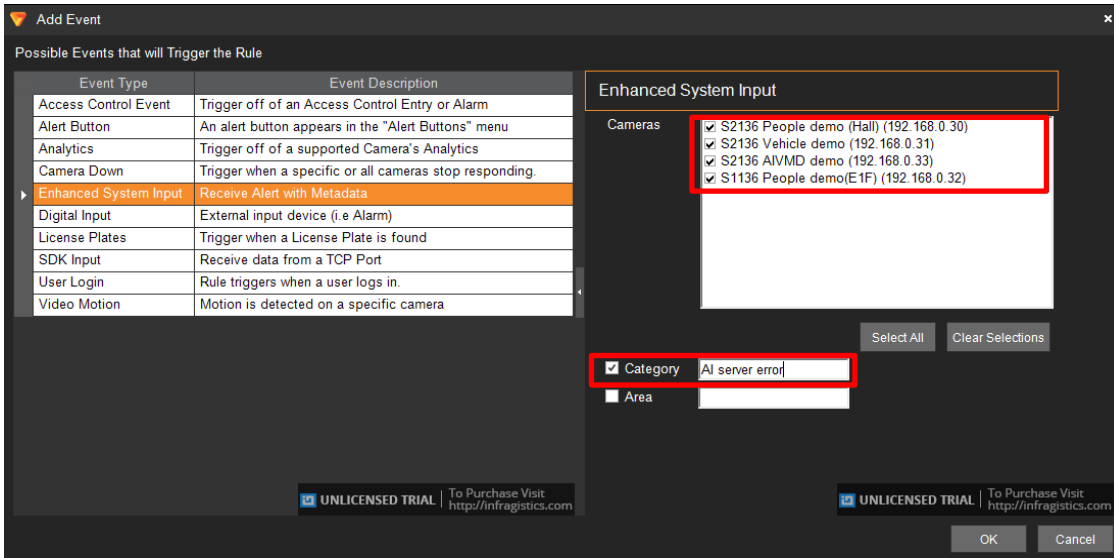 Add Event
Possible Events that will Trigger the Rule
Event Type Event Description
Access Control Event Trigger off of an Access Control Entry or Alarm
Alert Button An alert button appears in the "Alert Buttons" menu
Analytics Trigger off of a supported Camera's Analytics
Camera Down Trigger when a specific or all cameras stop responding.
Enhanced System Input Receive Alert with Metadata
Digital Input External input device (i.e Alarm)
License Plates Trigger when a License Plate is found
SDK Input Receive data from a TCP Port
User Login Rule triggers when a user logs in.
Video Motion Motion is detected on a specific camera
UNLICENSED TRIAL To Purchase Visit
http://infragistics.com
Enhanced System Input
Cameras
S2136 People demo (Hall) (192.168.0.30)
S2136 Vehicle demo (192.168.0.31)
S2136 AIVMD demo (192.168.0.33)
S1136 People demo(E1F) (192.168.0.32)
Select All Clear Selections
Category AI server error
Area
UNLICENSED TRIAL To Purchase Visit
http://infragistics.com
OK Cancel